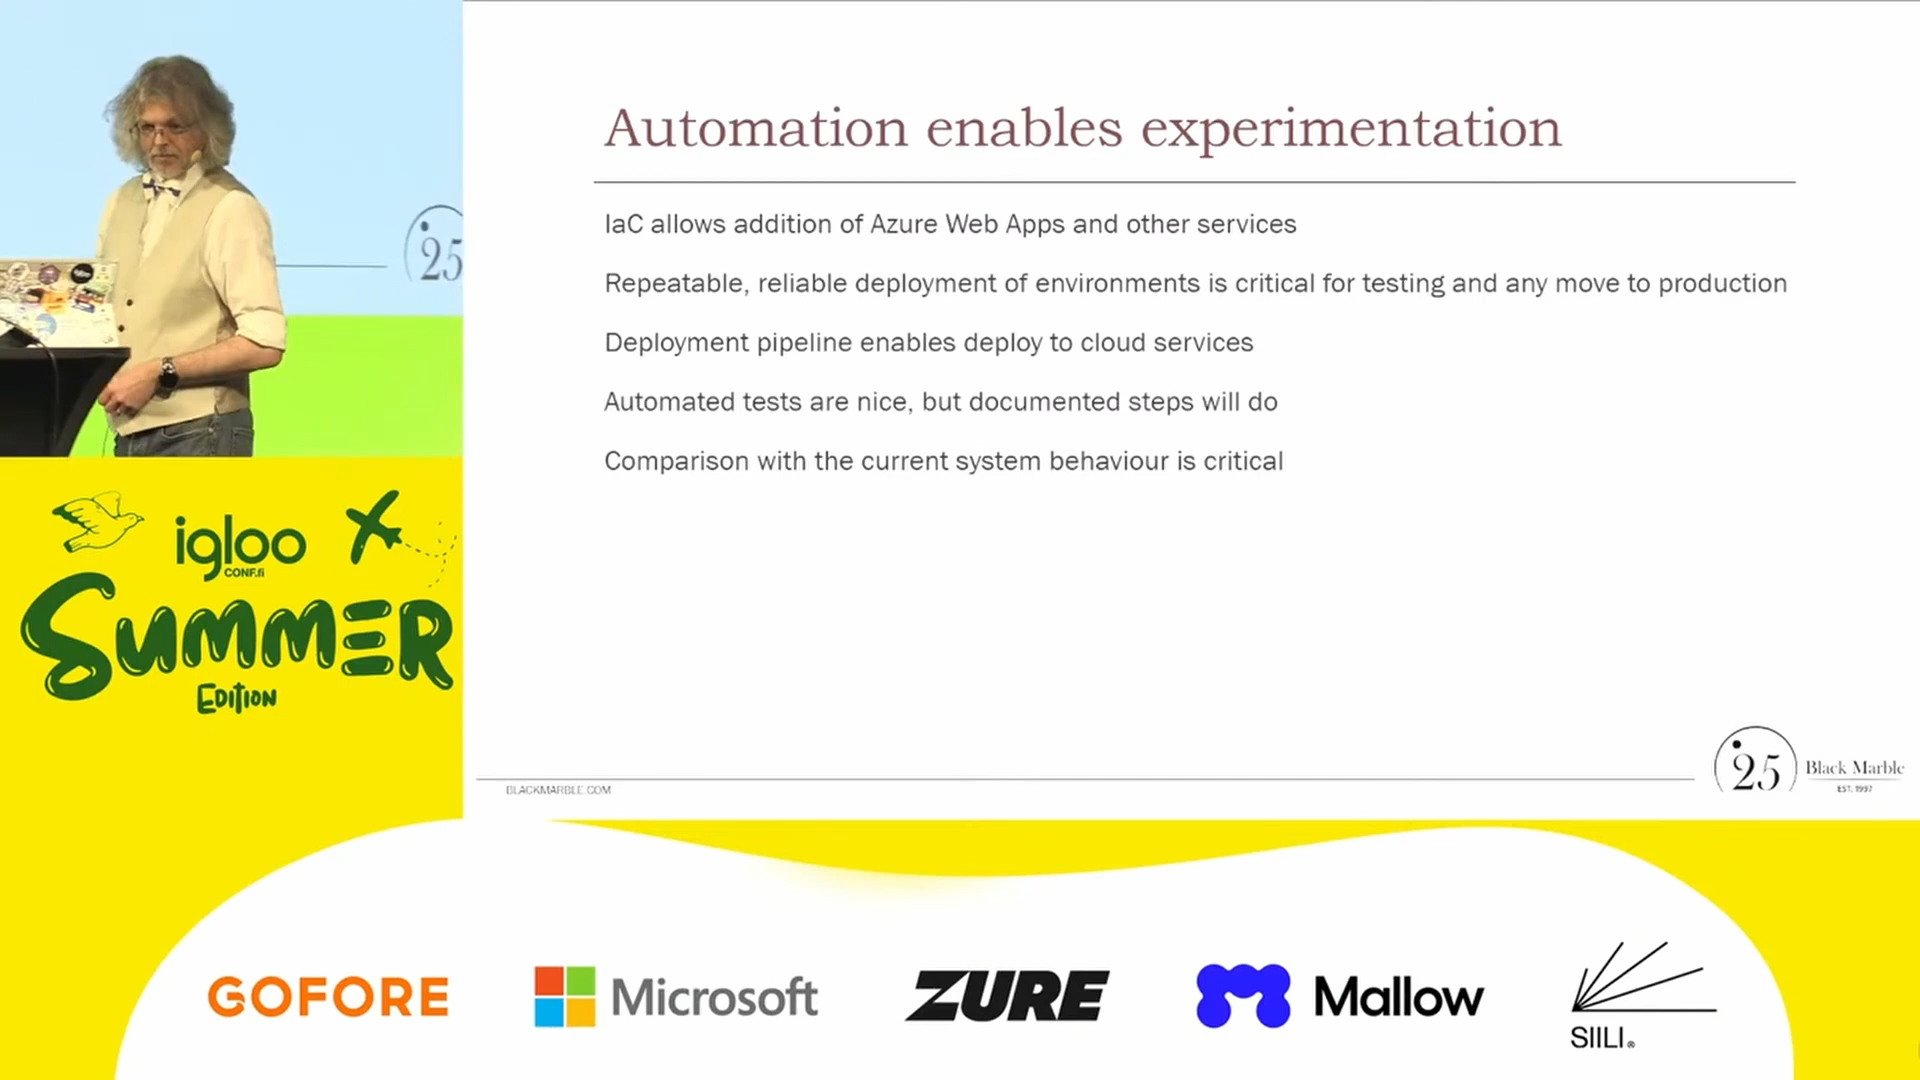 Automation enables experimentation
IaC allows addition of Azure Web Apps and other services
Repeatable, reliable deployment of environments is critical for testing and any move to production
Deployment pipeline enables deploy to cloud services
Automated tests are nice, but documented steps will do
Comparison with the current system behaviour is critical
BLACKMARBLE.COM
25
Black Marble
EST. 1997
25
igloo
CONF.fi
SUMMER
EDITION
GOFORE
Microsoft
ZURE
Mallow
SIILI®